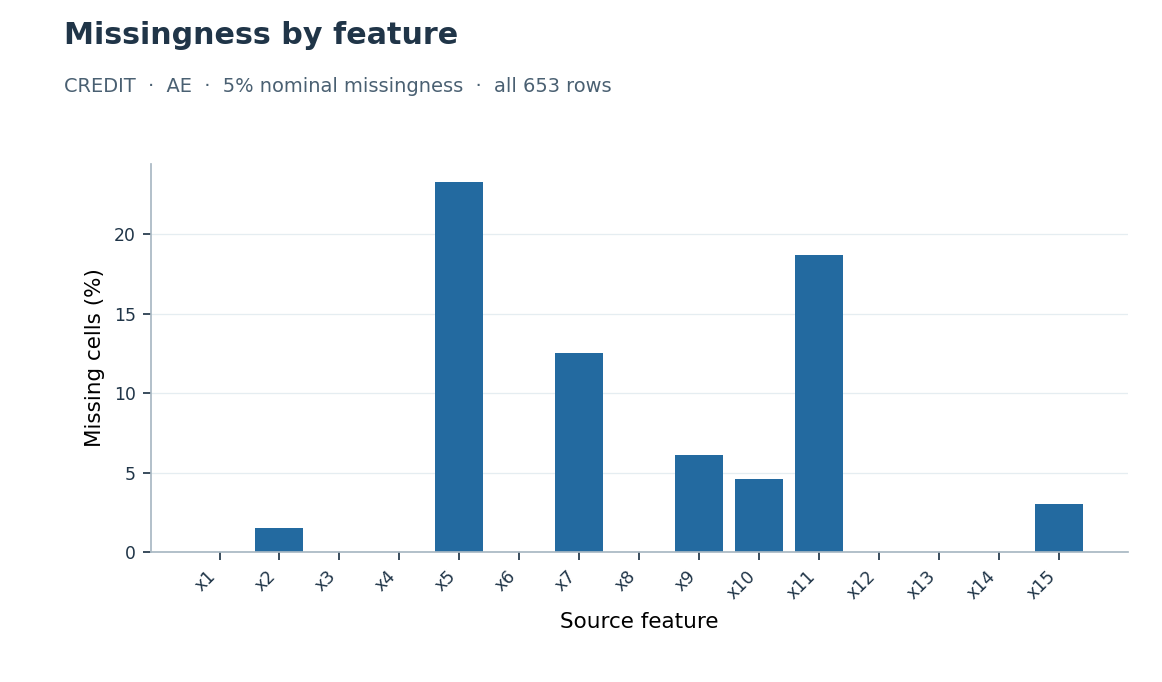 Missingness by feature
CREDIT · AE · 5% nominal missingness · all 653 rows
Missing cells (%)
20
15
10
5
0
x1 x2 x3 x4 x5 x6 x7 x8 x9 x10 x11 x12 x13 x14 x15
Source feature